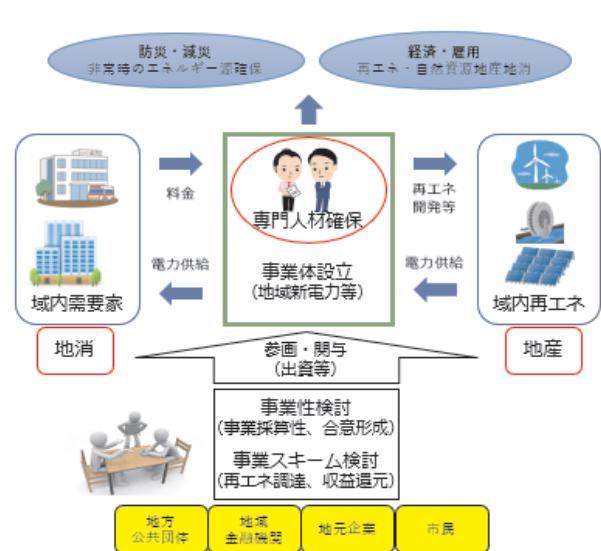 防災・減災
非常時のエネルギー源確保
経済・雇用
再エネ・自然資源地産地消
料金
専門人材確保
再エネ
開発等
電力供給
事業体設立
(地域新電力等)
電力供給
域内需要家
域内再エネ
地消
参画・関与
(出資等)
地産
事業性検討
(事業採算性、合意形成)
事業スキーム検討
(再エネ調達、収益還元)
地方
公共団体
地域
金融機関
地元企業
市民